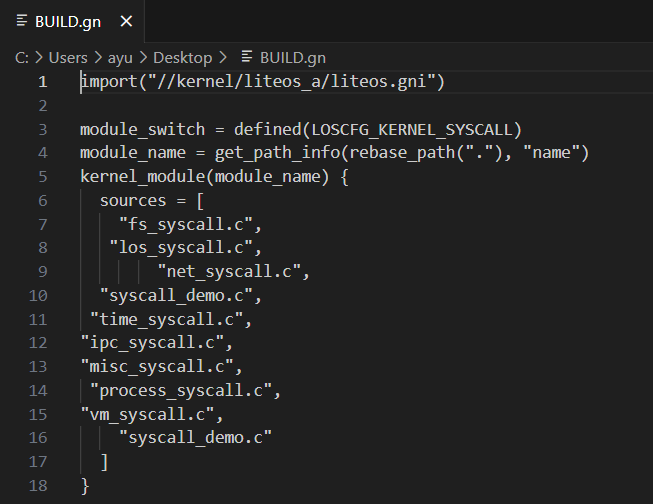 BUILD.gn
C: > Users > ayu > Desktop > BUILD.gn
1 import("//kernel/liteos_a/liteos.gni")
2
3 module_switch = defined(LOSCFG_KERNEL_SYSCALL)
4 module_name = get_path_info(rebase_path("."), "name")
5 kernel_module(module_name) {
6   sources = [
7     "fs_syscall.c",
8    "los_syscall.c",
9         "net_syscall.c",
10   "syscall_demo.c",
11  "time_syscall.c",
12 "ipc_syscall.c",
13 "misc_syscall.c",
14  "process_syscall.c",
15 "vm_syscall.c",
16     "syscall_demo.c"
17   ]
18 }